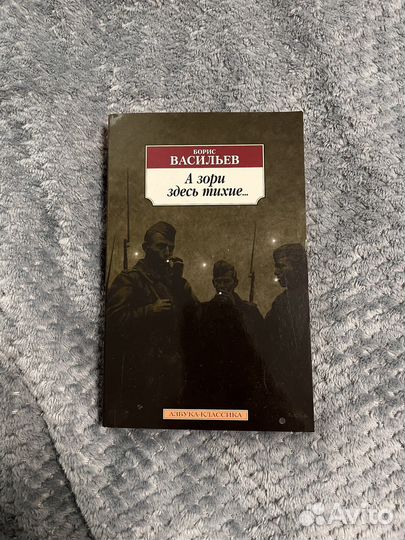 БОРИС
ВАСИЛЬЕВ
А зори
здесь тихие...
АЗБУКА-КЛАССИКА
Avito